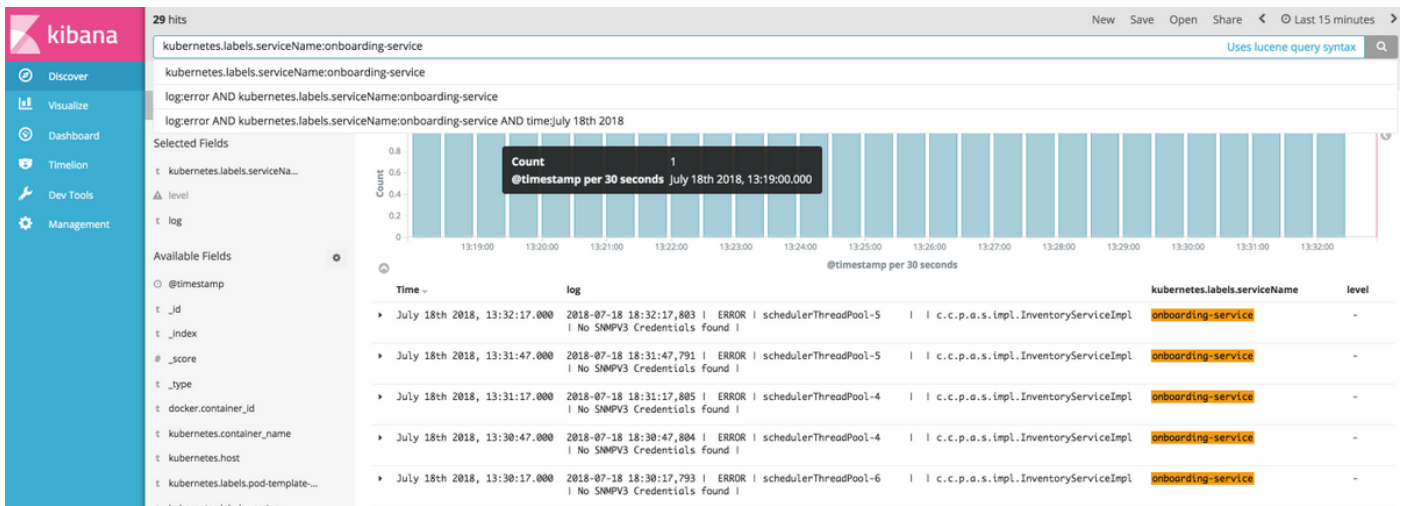 kibana
Discover
Visualize
Dashboard
Timelion
Dev Tools
Management
29 hits
New Save Open Share Last 15 minutes
kubernetes.labels.serviceName:onboarding-service
Uses lucene query syntax
kubernetes.labels.serviceName:onboarding-service
log:error AND kubernetes.labels.serviceName:onboarding-service
log:error AND kubernetes.labels.serviceName:onboarding-service AND time:July 18th 2018
Selected Fields
t kubernetes.labels.serviceNa...
level
t log
Available Fields
@timestamp
t _id
t _index
# _score
t _type
t docker.container_id
t kubernetes.container_name
t kubernetes.host
t kubernetes.labels.pod-template-...
Count
0.8
0.6
0.4
0.2
0
Count 1
@timestamp per 30 seconds July 18th 2018, 13:19:00.000
13:19:00 13:20:00 13:21:00 13:22:00 13:23:00 13:24:00 13:25:00 13:26:00 13:27:00 13:28:00 13:29:00 13:30:00 13:31:00 13:32:00
@timestamp per 30 seconds
Time log kubernetes.labels.serviceName level
July 18th 2018, 13:32:17.000 2018-07-18 18:32:17,803 | ERROR | schedulerThreadPool-5 | | c.c.p.a.s.impl.InventoryServiceImpl onboarding-service -
| No SNMPV3 Credentials found |
July 18th 2018, 13:31:47.000 2018-07-18 18:31:47,791 | ERROR | schedulerThreadPool-5 | | c.c.p.a.s.impl.InventoryServiceImpl onboarding-service -
| No SNMPV3 Credentials found |
July 18th 2018, 13:31:17.000 2018-07-18 18:31:17,805 | ERROR | schedulerThreadPool-4 | | c.c.p.a.s.impl.InventoryServiceImpl onboarding-service -
| No SNMPV3 Credentials found |
July 18th 2018, 13:30:47.000 2018-07-18 18:30:47,804 | ERROR | schedulerThreadPool-4 | | c.c.p.a.s.impl.InventoryServiceImpl onboarding-service -
| No SNMPV3 Credentials found |
July 18th 2018, 13:30:17.000 2018-07-18 18:30:17,793 | ERROR | schedulerThreadPool-6 | | c.c.p.a.s.impl.InventoryServiceImpl onboarding-service -
| No SNMPV3 Credentials found |